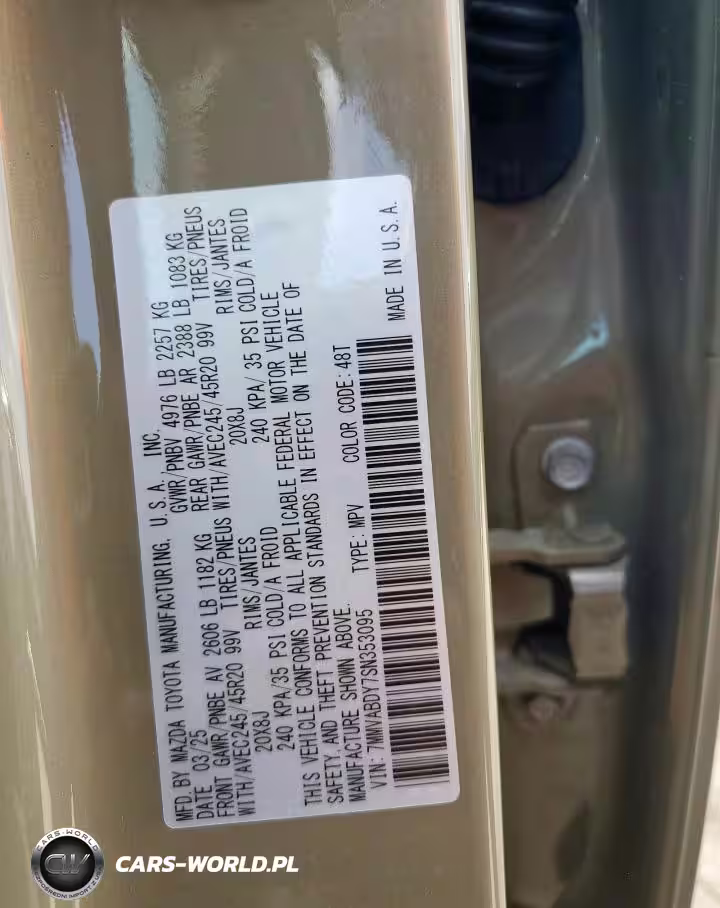 MFD. BY MAZDA TOYOTA MANUFACTURING, U.S.A., INC.
DATE 03/25 GVWR/PNBV 4976 LB 2257 KG
FRONT GAWR/PNBE AV 2606 LB 1182 KG REAR GAWR/PNBE AR 2388 LB 1083 KG
WITH/AVEC245/45R20 99V TIRES/PNEUS WITH/AVEC245/45R20 99V TIRES/PNEUS
20X8J RIMS/JANTES 20X8J RIMS/JANTES
240 KPA/35 PSI COLD/A FROID 240 KPA/ 35 PSI COLD/A FROID
THIS VEHICLE CONFORMS TO ALL APPLICABLE FEDERAL MOTOR VEHICLE
SAFETY, AND THEFT PREVENTION STANDARDS IN EFFECT ON THE DATE OF
MANUFACTURE SHOWN ABOVE.
VIN: 7MMVABDY7SN353095 TYPE: MPV COLOR CODE: 48T
MADE IN U.S.A.
CARS-WORLD
CW
CARS-WORLD.PL